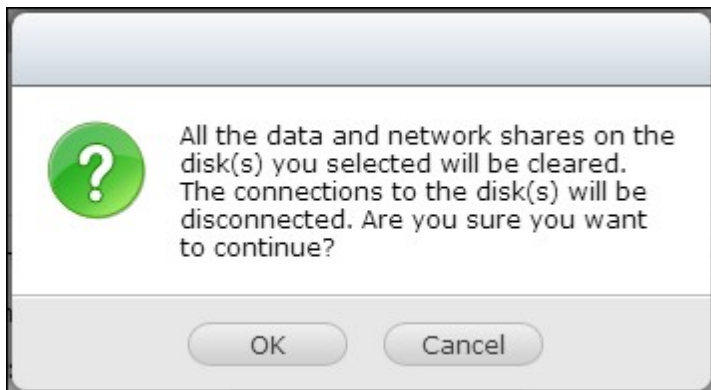 All the data and network shares on the
disk(s) you selected will be cleared.
The connections to the disk(s) will be
disconnected. Are you sure you want
to continue?
OK
Cancel